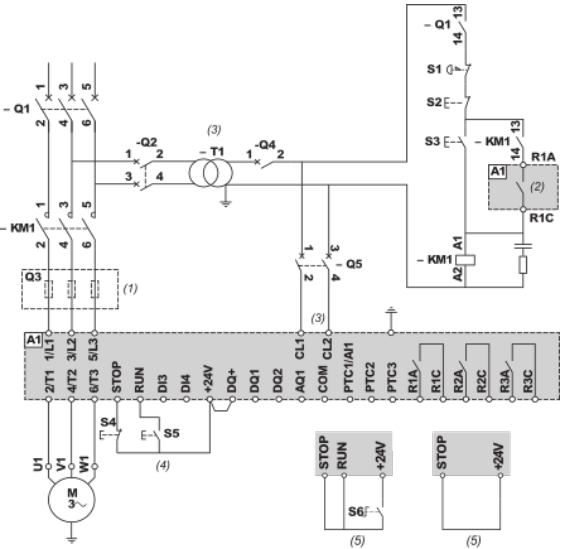 13
– Q1
14
S1
S2
S3
– KM1
13
14
R1A
A1
(2)
R1C
– KM1
A1
A2
1
3
5
– Q1
2
4
6
-Q2
1
2
3
4
(3)
– T1
-Q4
1
2
1
3
5
– KM1
2
4
6
1
3
– Q5
2
4
Q3
(1)
(3)
A1
1/L1
3/L2
5/L3
CL1
CL2
2/T1
4/T2
6/T3
STOP
RUN
DI3
DI4
+24V
DQ+
DQ1
DQ2
AQ1
COM
PTC1/AI1
PTC2
PTC3
R1A
R1C
R2A
R2C
R3A
R3C
S4
S5
(4)
U1
V1
W1
M
3
STOP
RUN
+24V
S6
(5)
STOP
+24V
(5)